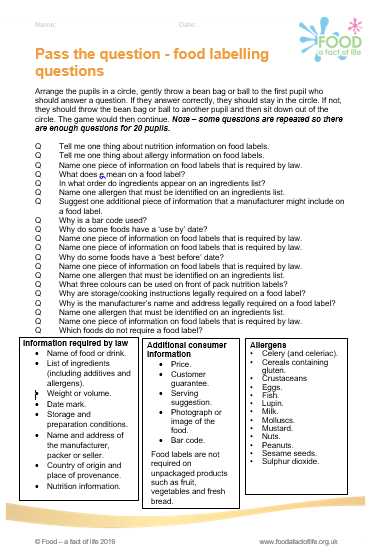 Name:
Date:
FOOD
a fact of life
Pass the question - food labelling
questions
Arrange the pupils in a circle, gently throw a bean bag or ball to the first pupil who
should answer a question. If they answer correctly, they should stay in the circle. If not,
they should throw the bean bag or ball to another pupil and then sit down out of the
circle. The game would then continue. Note – some questions are repeated so there
are enough questions for 20 pupils.
Q Tell me one thing about nutrition information on food labels.
Q Tell me one thing about allergy information on food labels.
Q Name one piece of information on food labels that is required by law.
Q What does e mean on a food label?
Q In what order do ingredients appear on an ingredients list?
Q Name one allergen that must be identified on an ingredients list.
Q Suggest one additional piece of information that a manufacturer might include on
a food label.
Q Why is a bar code used?
Q Why do some foods have a ‘use by’ date?
Q Name one piece of information on food labels that is required by law.
Q Name one allergen that must be identified on an ingredients list.
Q Why do some foods have a ‘best before’ date?
Q Name one piece of information on food labels that is required by law.
Q Name one allergen that must be identified on an ingredients list.
Q What three colours can be used on front of pack nutrition labels?
Q Why are storage/cooking instructions legally required on a food label?
Q Why is the manufacturer’s name and address legally required on a food label?
Q Name one allergen that must be identified on an ingredients list.
Q Name one piece of information on food labels that is required by law.
Q Which foods do not require a food label?
Information required by law
• Name of food or drink.
• List of ingredients
(including additives and
allergens).
• Weight or volume.
• Date mark.
• Storage and
preparation conditions.
• Name and address of
the manufacturer,
packer or seller.
• Country of origin and
place of provenance.
• Nutrition information.
Additional consumer
information
• Price.
• Customer
guarantee.
• Serving
suggestion.
• Photograph or
image of the
food.
• Bar code.
Food labels are not
required on
unpackaged products
such as fruit,
vegetables and fresh
bread.
Allergens
• Celery (and celeriac).
• Cereals containing
gluten.
• Crustaceans
• Eggs.
• Fish.
• Lupin.
• Milk.
• Molluscs.
• Mustard.
• Nuts.
• Peanuts.
• Sesame seeds.
• Sulphur dioxide.
© Food – a fact of life 2019
www.foodafactoflife.org.uk